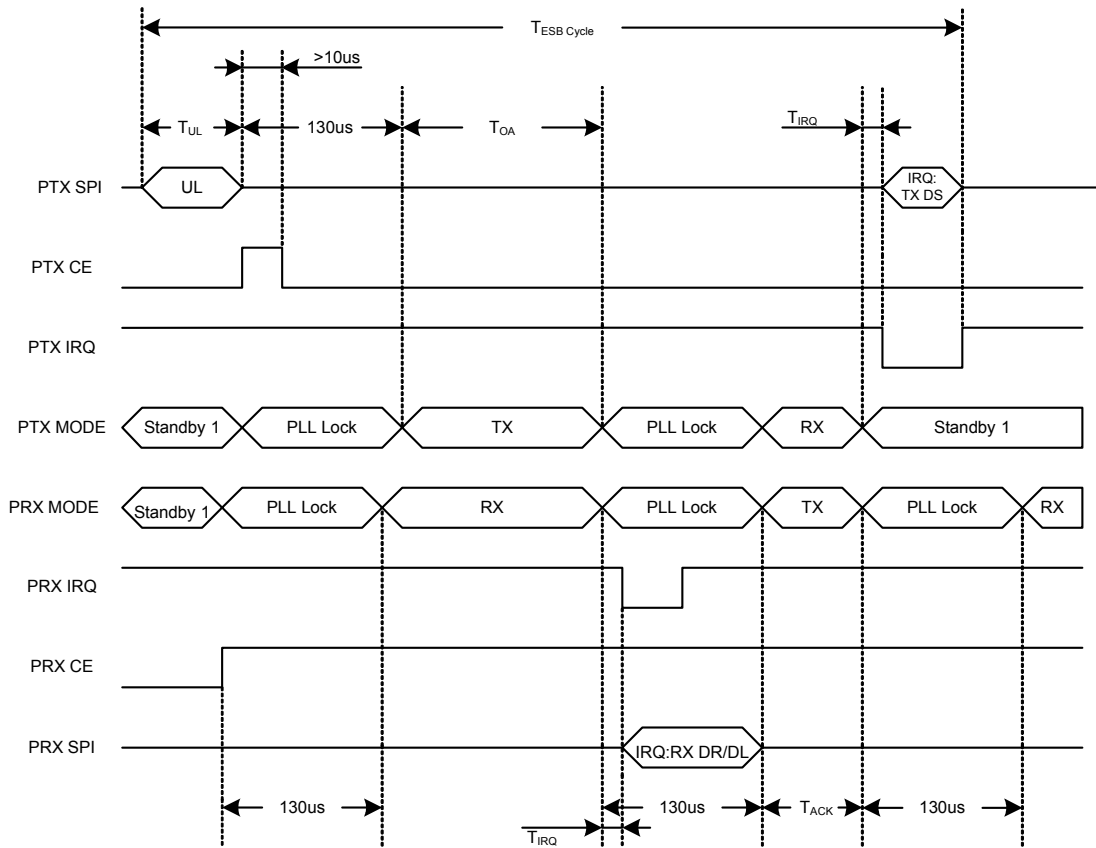 TESB Cycle
>10us
TUL 130us TOA TIRQ
PTX SPI UL IRQ:
TX DS
PTX CE
PTX IRQ
PTX MODE Standby 1 PLL Lock TX PLL Lock RX Standby 1
PRX MODE Standby 1 PLL Lock RX PLL Lock TX PLL Lock RX
PRX IRQ
PRX CE
PRX SPI IRQ:RX DR/DL
130us 130us TACK 130us
TIRQ